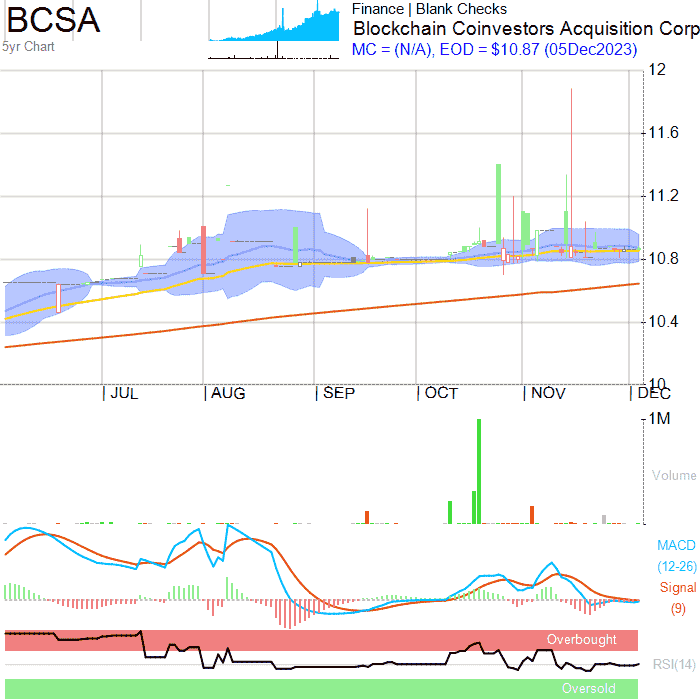 BCSA
5yr Chart
Finance | Blank Checks
Blockchain Coinvestors Acquisition Corp
MC = (N/A), EOD = $10.87 (05Dec2023)
12
11.6
11.2
10.8
10.4
10
| JUL | AUG | SEP | OCT | NOV | DEC
1M
Volume
MACD
(12-26)
Signal
(9)
Overbought
RSI(14)
Oversold